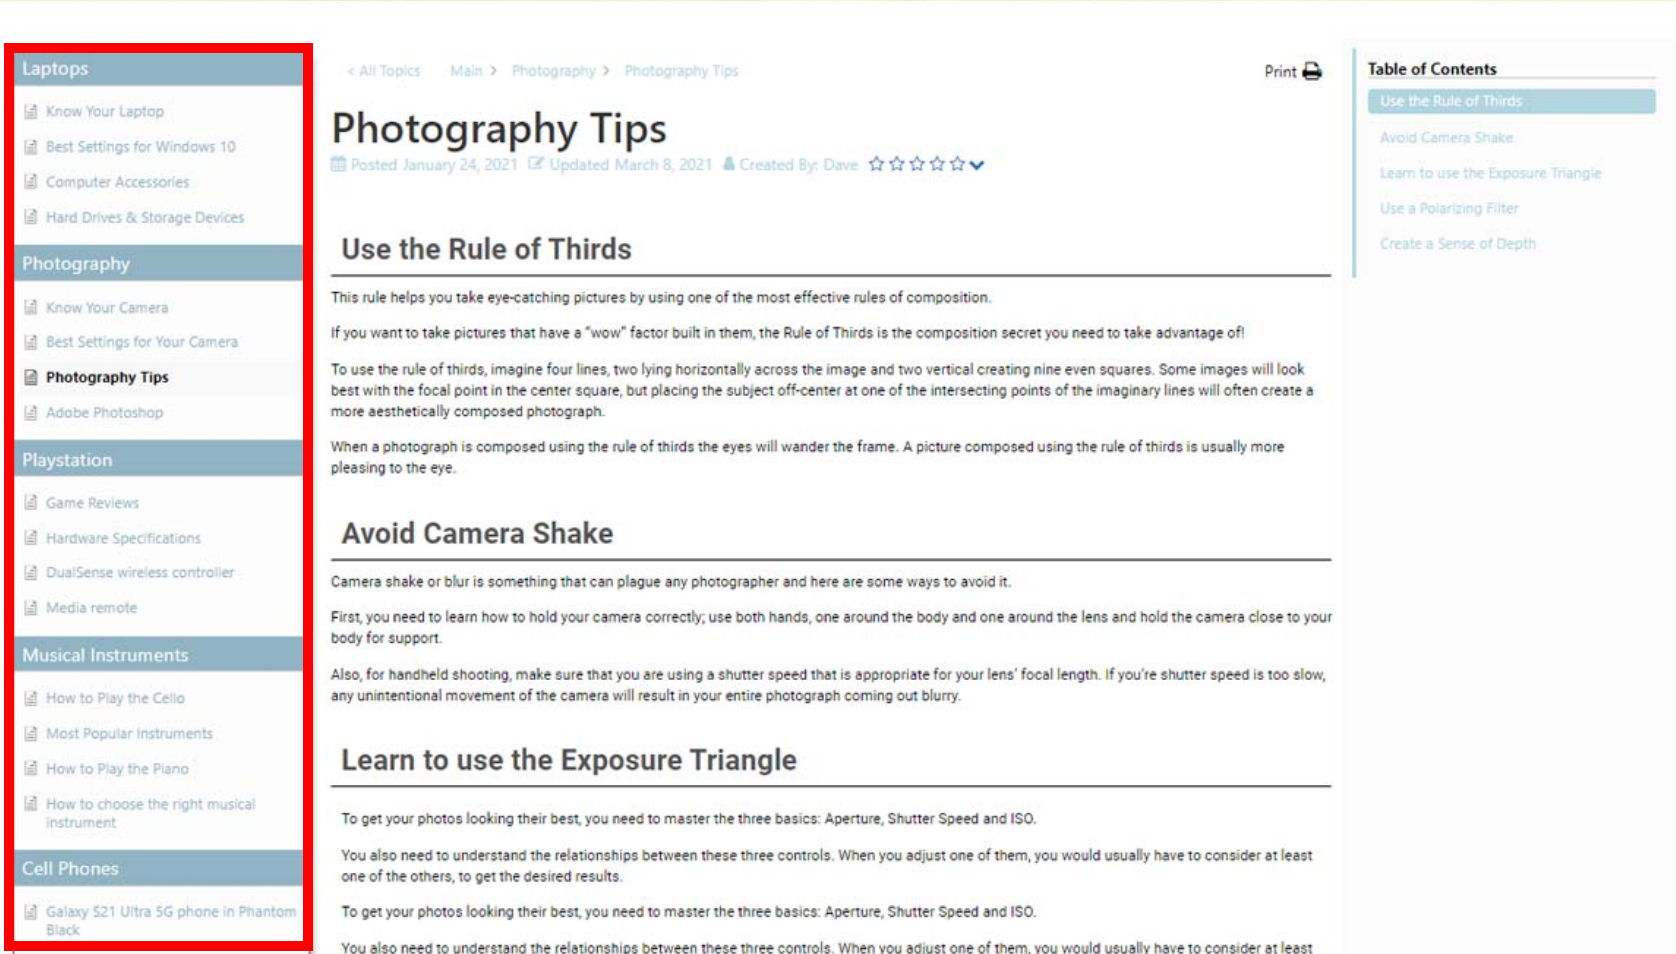 Laptops
Know Your Laptop
Best Settings for Windows 10
Computer Accessories
Hard Drives & Storage Devices
Photography
Know Your Camera
Best Settings for Your Camera
Photography Tips
Adobe Photoshop
Playstation
Game Reviews
Hardware Specifications
DualSense wireless controller
Media remote
Musical Instruments
How to Play the Cello
Most Popular Instruments
How to Play the Piano
How to choose the right musical
instrument
Cell Phones
Galaxy S21 Ultra 5G phone in Phantom
Black
< All Topics Main > Photography > Photography Tips
Print
Photography Tips
Posted January 24, 2021 Updated March 8, 2021 Created By: Dave
Use the Rule of Thirds
This rule helps you take eye-catching pictures by using one of the most effective rules of composition.
If you want to take pictures that have a “wow” factor built in them, the Rule of Thirds is the composition secret you need to take advantage of!
To use the rule of thirds, imagine four lines, two lying horizontally across the image and two vertical creating nine even squares. Some images will look
best with the focal point in the center square, but placing the subject off-center at one of the intersecting points of the imaginary lines will often create a
more aesthetically composed photograph.
When a photograph is composed using the rule of thirds the eyes will wander the frame. A picture composed using the rule of thirds is usually more
pleasing to the eye.
Avoid Camera Shake
Camera shake or blur is something that can plague any photographer and here are some ways to avoid it.
First, you need to learn how to hold your camera correctly; use both hands, one around the body and one around the lens and hold the camera close to your
body for support.
Also, for handheld shooting, make sure that you are using a shutter speed that is appropriate for your lens’ focal length. If you’re shutter speed is too slow,
any unintentional movement of the camera will result in your entire photograph coming out blurry.
Learn to use the Exposure Triangle
To get your photos looking their best, you need to master the three basics: Aperture, Shutter Speed and ISO.
You also need to understand the relationships between these three controls. When you adjust one of them, you would usually have to consider at least
one of the others, to get the desired results.
To get your photos looking their best, you need to master the three basics: Aperture, Shutter Speed and ISO.
You also need to understand the relationships between these three controls. When you adjust one of them, you would usually have to consider at least
Table of Contents
Use the Rule of Thirds
Avoid Camera Shake
Learn to use the Exposure Triangle
Use a Polarizing Filter
Create a Sense of Depth